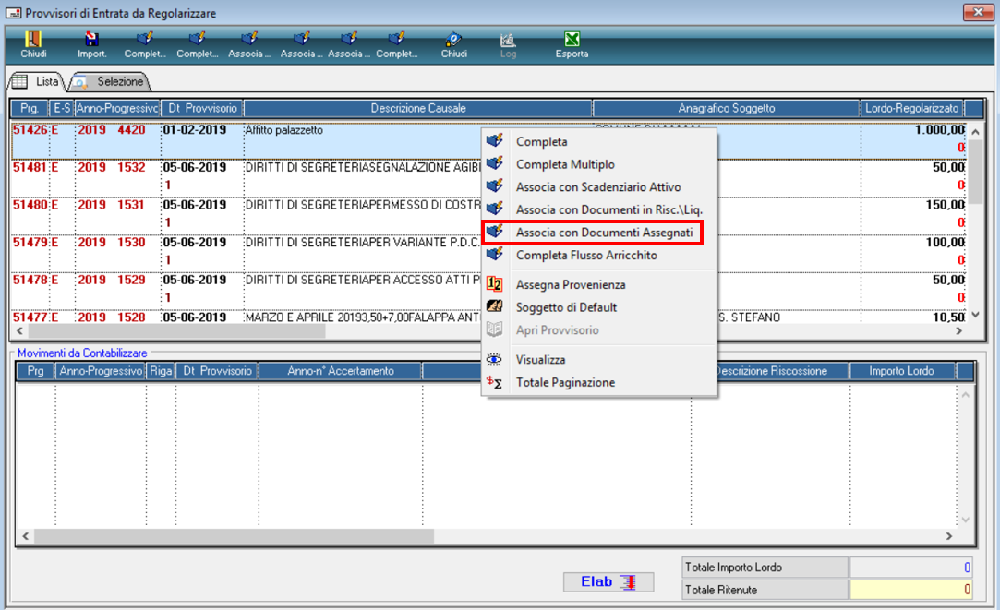 Provvisori di Entrata da Regolarizzare
Chiudi Import. Complet... Complet... Associa ... Associa ... Associa ... Complet... Chiudi Log Esporta
Lista Selezione
Prg. E-S Anno-Progressivo Dt Provvisorio Descrizione Causale Anagrafico Soggetto Lordo-Regolarizzato
51426 E 2019 4420 01-02-2019 Affitto palazzetto 1.000,00
0
51481 E 2019 1532 05-06-2019 DIRITTI DI SEGRETERIASEGNALAZIONE AGIBI 50,00
1 0
51480 E 2019 1531 05-06-2019 DIRITTI DI SEGRETERIAPERMESSO DI COSTR 150,00
1 0
51479 E 2019 1530 05-06-2019 DIRITTI DI SEGRETERIAPER VARIANTE P.D.C. 100,00
1 0
51478 E 2019 1529 05-06-2019 DIRITTI DI SEGRETERIAPER ACCESSO ATTI P 50,00
1 0
51477 E 2019 1528 05-06-2019 MARZO E APRILE 20193,50+7,00FALAPPA ANT S. STEFANO 10,50
Completa
Completa Multiplo
Associa con Scadenziario Attivo
Associa con Documenti in Risc.\Liq.
Associa con Documenti Assegnati
Completa Flusso Arricchito
Assegna Provenienza
Soggetto di Default
Apri Provvisorio
Visualizza
Totale Paginazione
Movimenti da Contabilizzare
Prg Anno-Progressivo Riga Dt Provvisorio Anno-n° Accertamento Descrizione Riscossione Importo Lordo
Elab
Totale Importo Lordo 0
Totale Ritenute 0